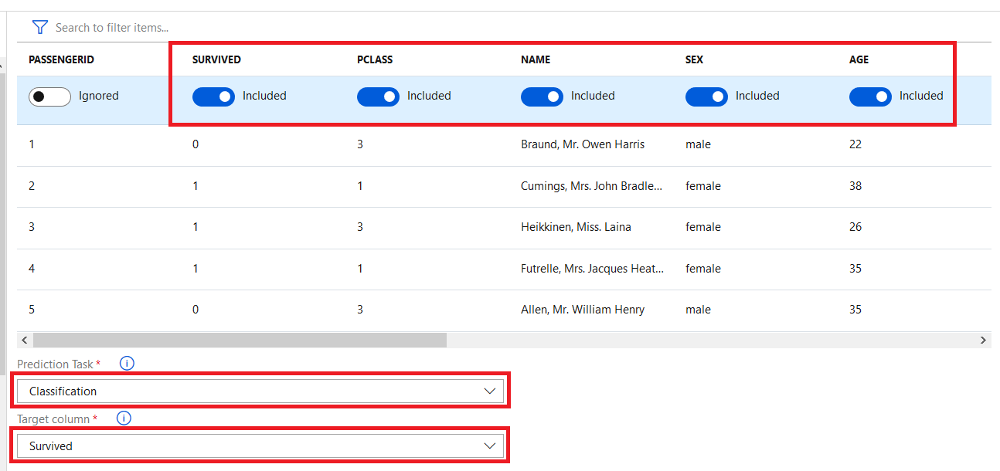 Search to filter items...
PASSENGERID SURVIVED PCLASS NAME SEX AGE
Ignored Included Included Included Included Included
1 0 3 Braund, Mr. Owen Harris male 22
2 1 1 Cumings, Mrs. John Bradle... female 38
3 1 3 Heikkinen, Miss. Laina female 26
4 1 1 Futrelle, Mrs. Jacques Heat... female 35
5 0 3 Allen, Mr. William Henry male 35
Prediction Task *
Classification
Target column *
Survived